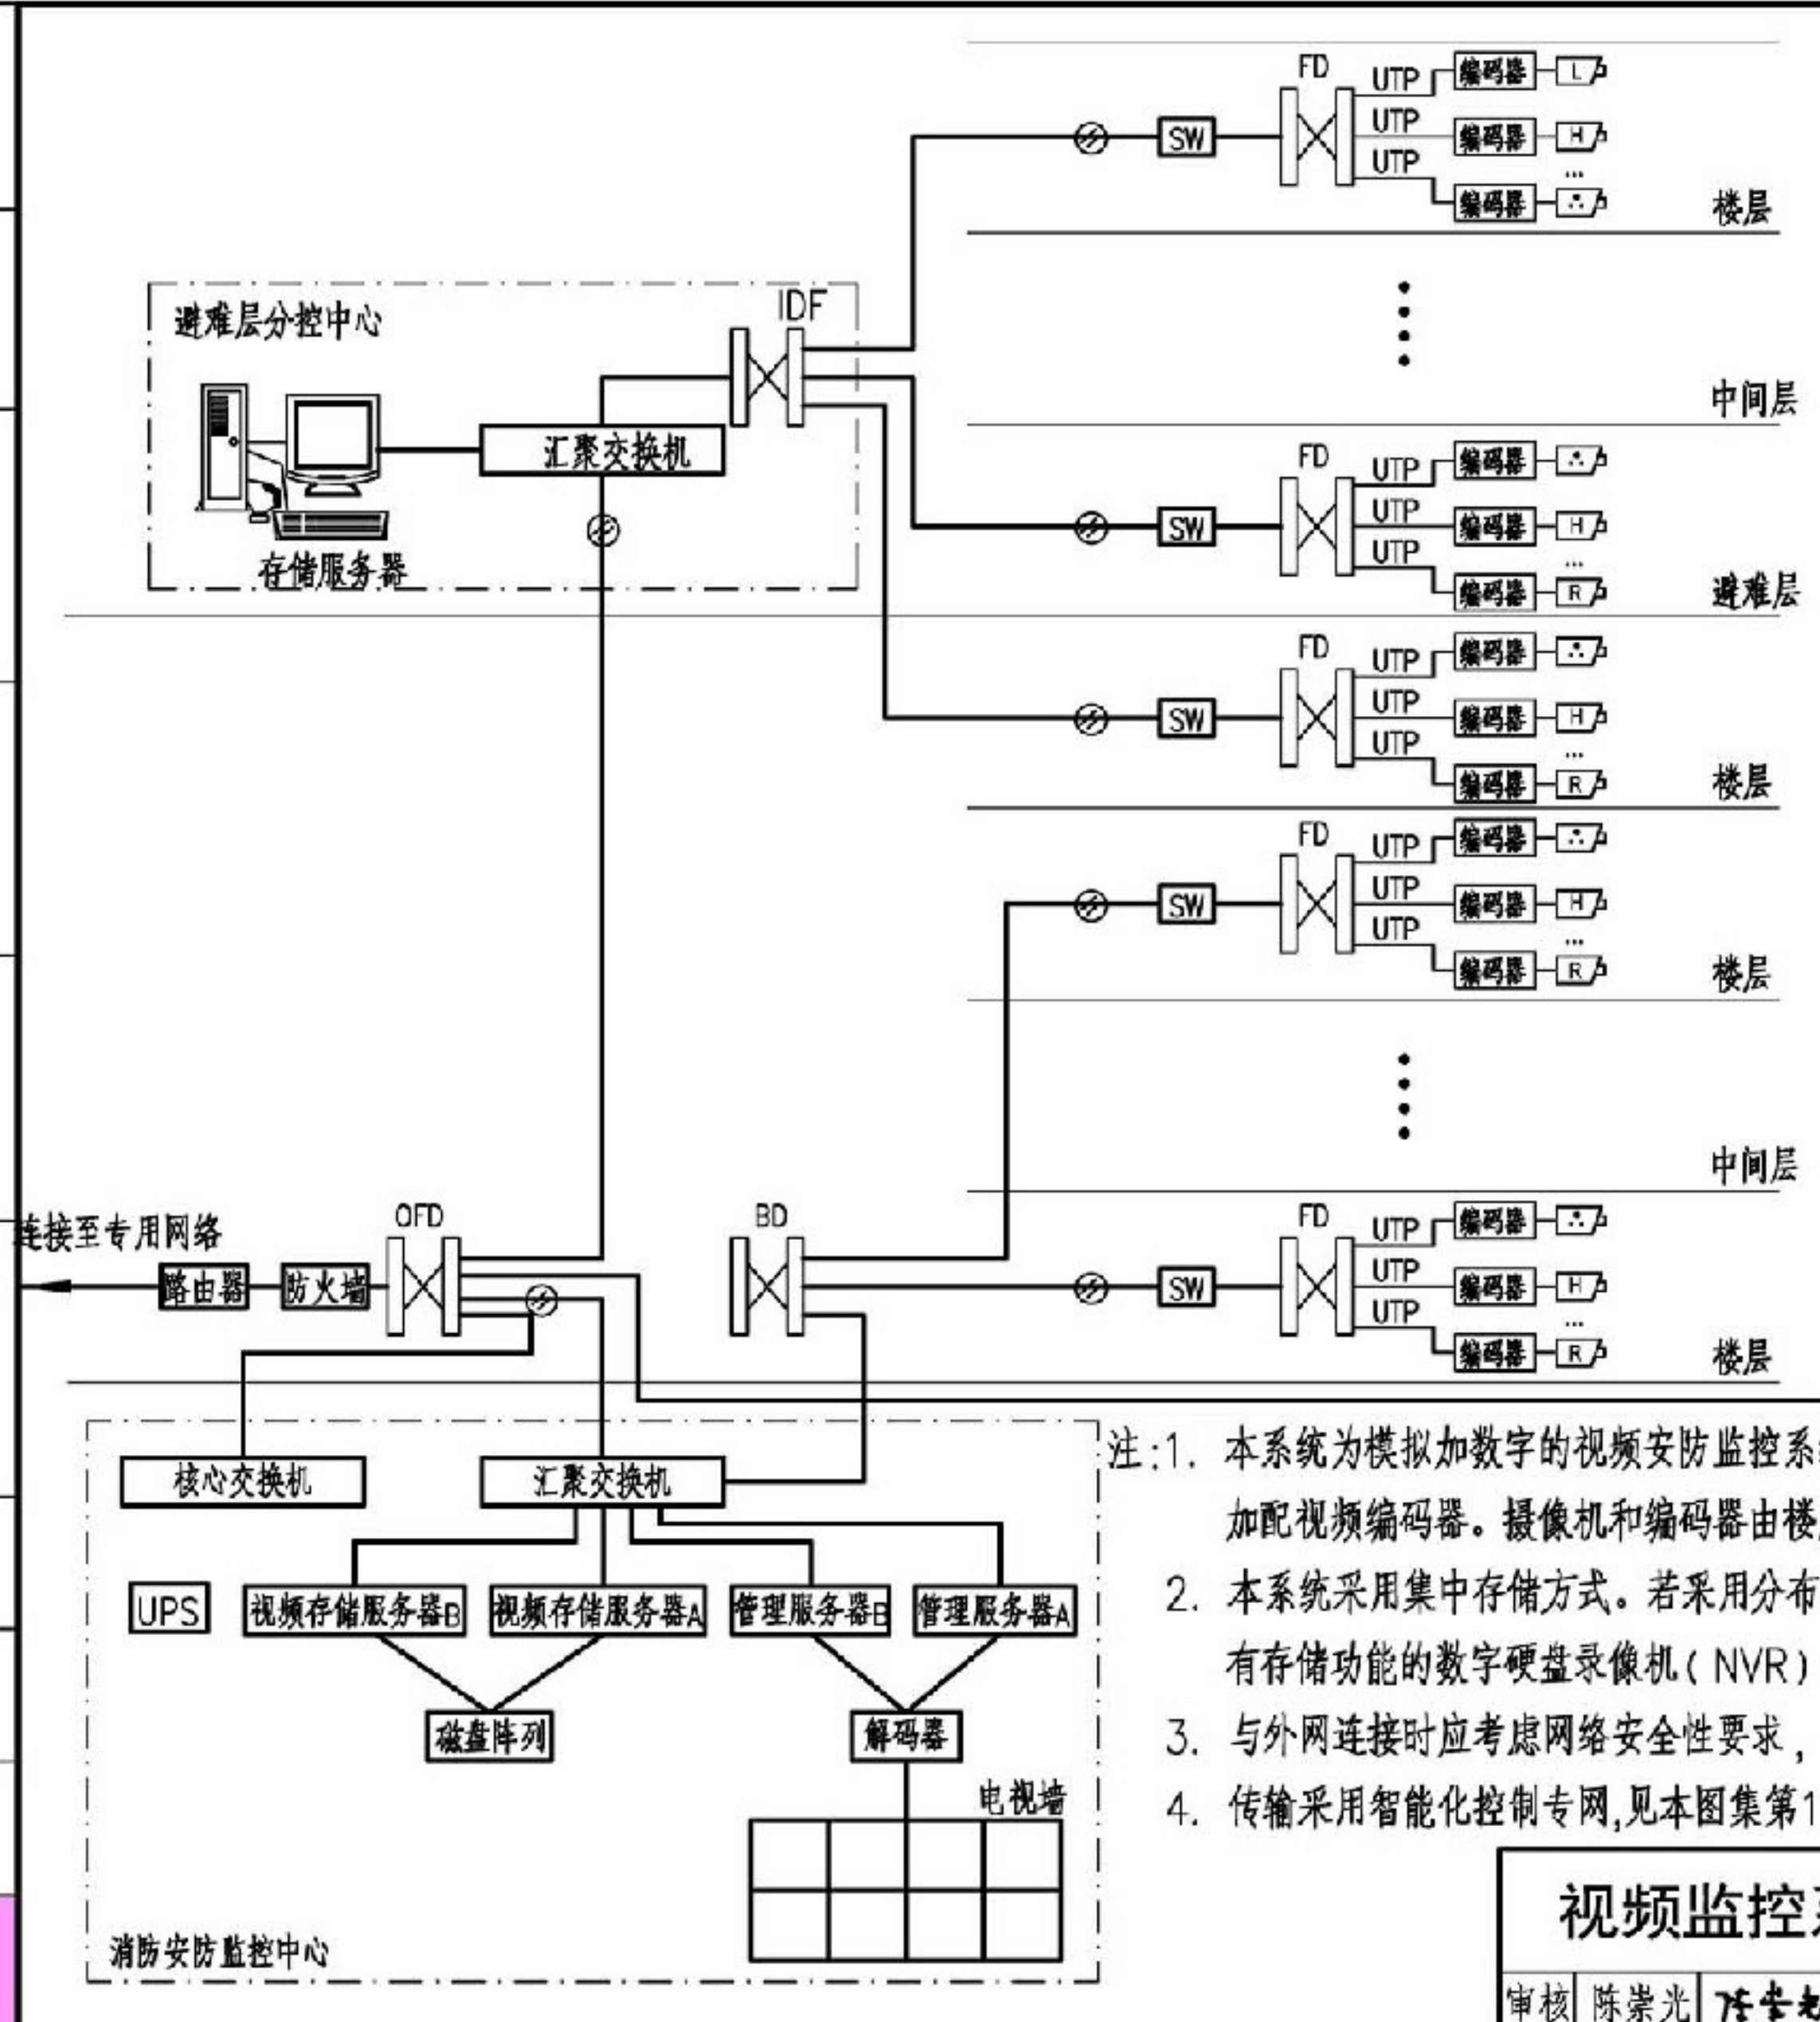 FD
UTP 编码器 L
UTP 编码器 H
...
UTP 编码器
楼层
中间层
避难层分控中心
IDF
汇聚交换机
存储服务器
FD
UTP 编码器
UTP 编码器 H
...
UTP 编码器 R
SW
SW
避难层
FD
UTP 编码器
UTP 编码器 H
...
UTP 编码器 R
SW
楼层
FD
UTP 编码器
UTP 编码器 H
...
UTP 编码器 R
SW
楼层
中间层
连接至专用网络
路由器
防火墙
OFD
BD
SW
FD
UTP 编码器
UTP 编码器 H
...
UTP 编码器 R
楼层
核心交换机
汇聚交换机
UPS
视频存储服务器B
视频存储服务器A
管理服务器B
管理服务器A
磁盘阵列
解码器
电视墙
消防安防监控中心
注:1. 本系统为模拟加数字的视频安防监控系
加配视频编码器。摄像机和编码器由楼
2. 本系统采用集中存储方式。若采用分布
有存储功能的数字硬盘录像机(NVR)
3. 与外网连接时应考虑网络安全性要求,
4. 传输采用智能化控制专网,见本图集第1
视频监控
审核 陈崇光